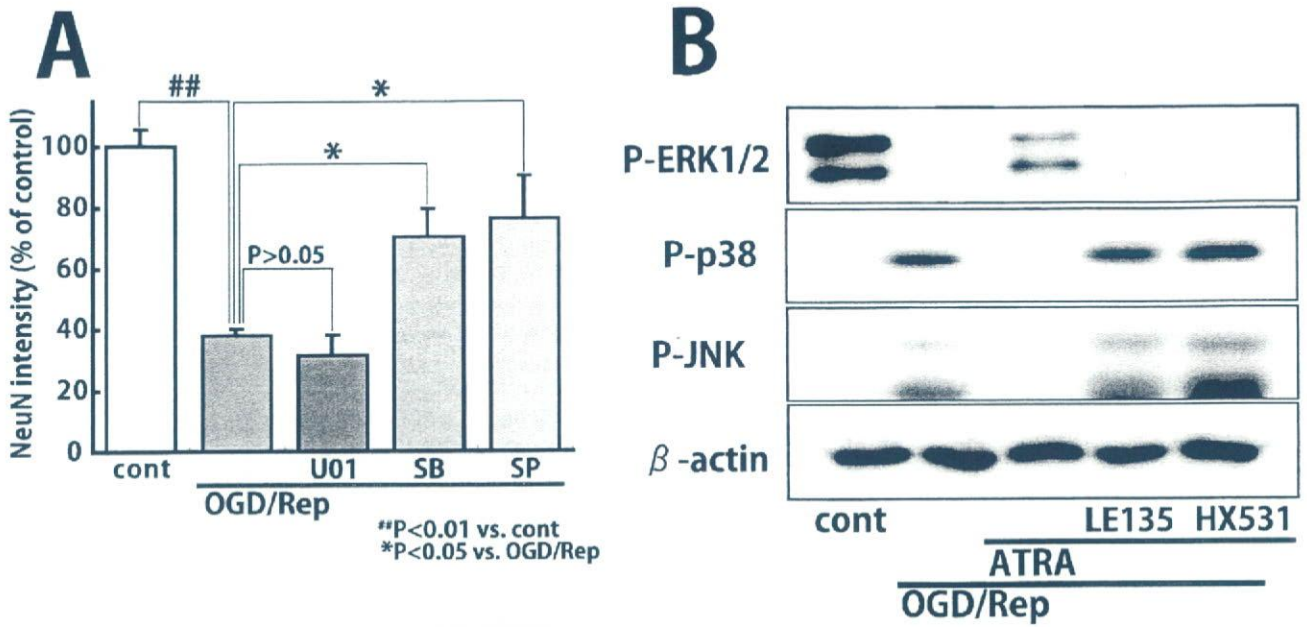 A
NeuN intensity (% of control)
100
80
60
40
20
0
##
*
*
P>0.05
cont
U01 SB SP
OGD/Rep
##P<0.01 vs. cont
*P<0.05 vs. OGD/Rep
B
P-ERK1/2
P-p38
P-JNK
β-actin
cont
LE135 HX531
ATRA
OGD/Rep